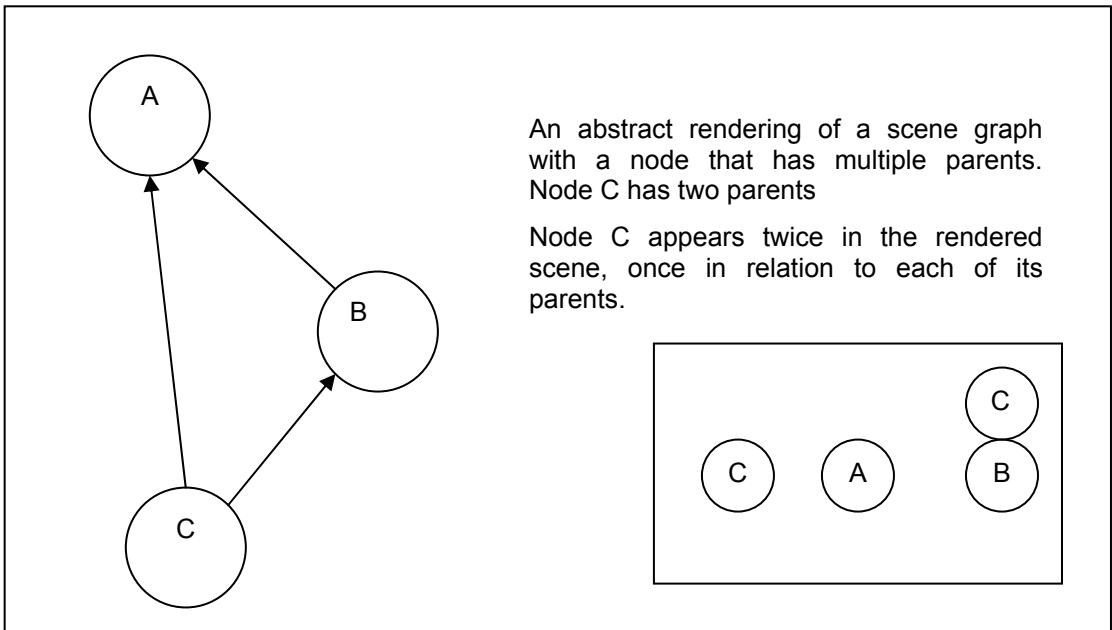 A
An abstract rendering of a scene graph
with a node that has multiple parents.
Node C has two parents
Node C appears twice in the rendered
scene, once in relation to each of its
parents.
B
C
C
A
B
C